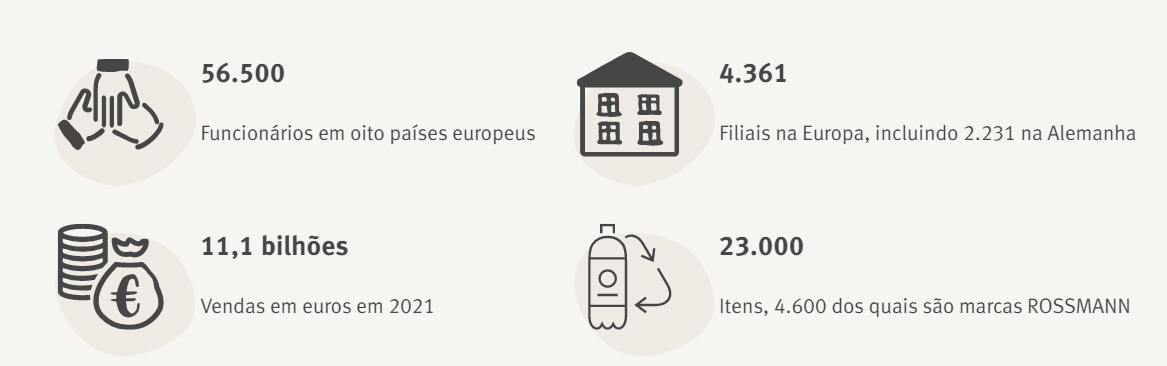 56.500
Funcionários em oito países europeus
4.361
Filiais na Europa, incluindo 2.231 na Alemanha
11,1 bilhões
Vendas em euros em 2021
23.000
Itens, 4.600 dos quais são marcas ROSSMANN